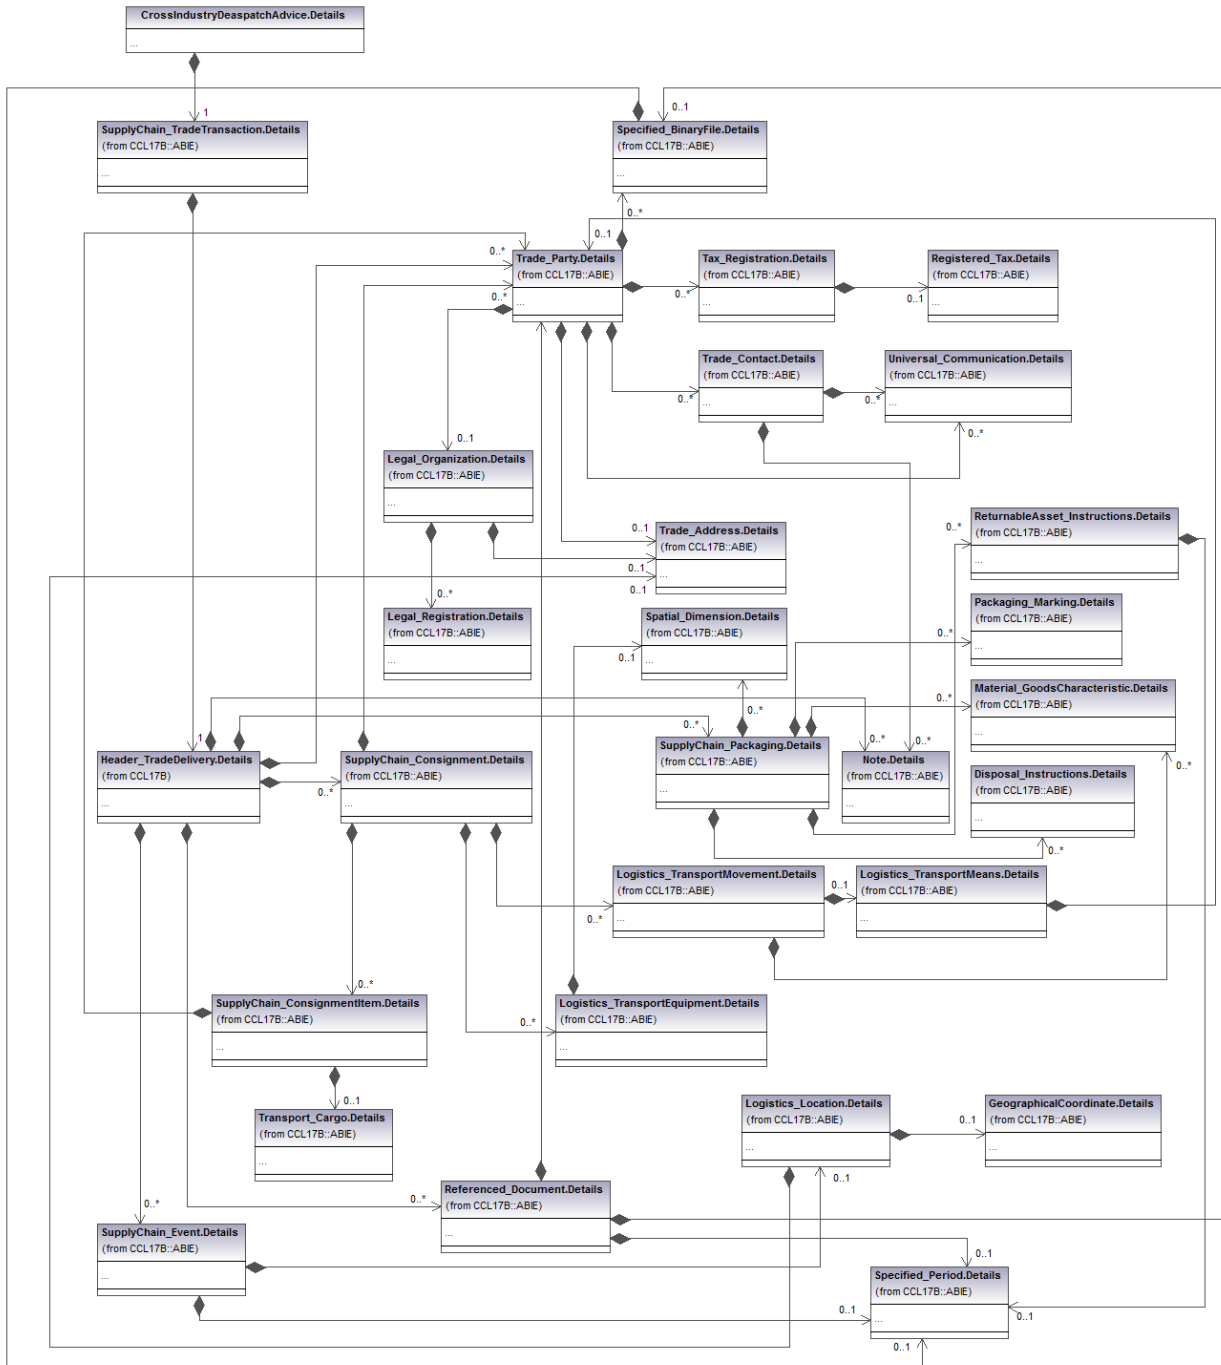 CrossIndustryDeaspatchAdvice.Details
...
1
0..1
SupplyChain_TradeTransaction.Details
(from CCL17B::ABIE)
...
Specified_BinaryFile.Details
(from CCL17B::ABIE)
...
0..*
0..1
0..*
Trade_Party.Details
(from CCL17B::ABIE)
...
0..*
Tax_Registration.Details
(from CCL17B::ABIE)
...
0..*
Registered_Tax.Details
(from CCL17B::ABIE)
...
0..1
Trade_Contact.Details
(from CCL17B::ABIE)
...
0..*
Universal_Communication.Details
(from CCL17B::ABIE)
...
0..*
0..*
0..1
Legal_Organization.Details
(from CCL17B::ABIE)
...
0..1
Trade_Address.Details
(from CCL17B::ABIE)
...
0..1
0..1
0..*
ReturnableAsset_Instructions.Details
(from CCL17B::ABIE)
...
0..*
Legal_Registration.Details
(from CCL17B::ABIE)
...
Spatial_Dimension.Details
(from CCL17B::ABIE)
...
0..1
0..*
Packaging_Marking.Details
(from CCL17B::ABIE)
...
0..*
Material_GoodsCharacteristic.Details
(from CCL17B::ABIE)
...
0..*
0..*
0..*
1
Header_TradeDelivery.Details
(from CCL17B)
...
0..*
SupplyChain_Consignment.Details
(from CCL17B::ABIE)
...
0..*
SupplyChain_Packaging.Details
(from CCL17B::ABIE)
...
0..*
0..*
Note.Details
(from CCL17B::ABIE)
...
Disposal_Instructions.Details
(from CCL17B::ABIE)
...
0..*
Logistics_TransportMovement.Details
(from CCL17B::ABIE)
...
0..*
0..1
Logistics_TransportMeans.Details
(from CCL17B::ABIE)
...
0..*
SupplyChain_ConsignmentItem.Details
(from CCL17B::ABIE)
...
0..*
Logistics_TransportEquipment.Details
(from CCL17B::ABIE)
...
0..1
Transport_Cargo.Details
(from CCL17B::ABIE)
...
Logistics_Location.Details
(from CCL17B::ABIE)
...
0..1
0..1
GeographicalCoordinate.Details
(from CCL17B::ABIE)
...
0..*
0..*
Referenced_Document.Details
(from CCL17B::ABIE)
...
SupplyChain_Event.Details
(from CCL17B::ABIE)
...
0..1
Specified_Period.Details
(from CCL17B::ABIE)
...
0..1
0..1
0..1